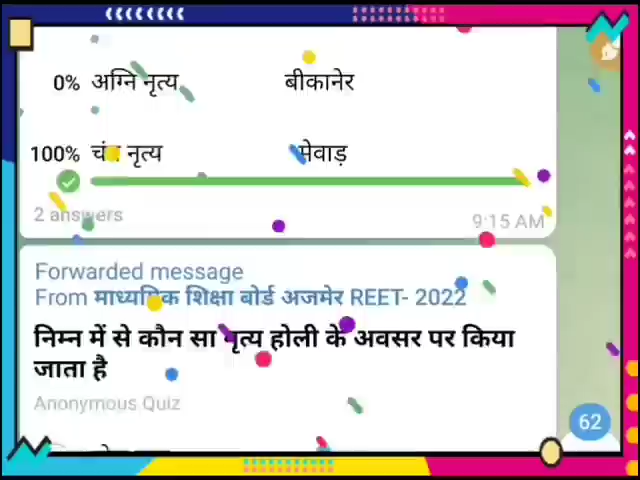 0% अग्नि नृत्य बीकानेर
100% चंग नृत्य मेवाड़
2 answers 9:15 AM
Forwarded message
From माध्यमिक शिक्षा बोर्ड अजमेर REET- 2022
निम्न में से कौन सा नृत्य होली के अवसर पर किया
जाता है
Anonymous Quiz
62